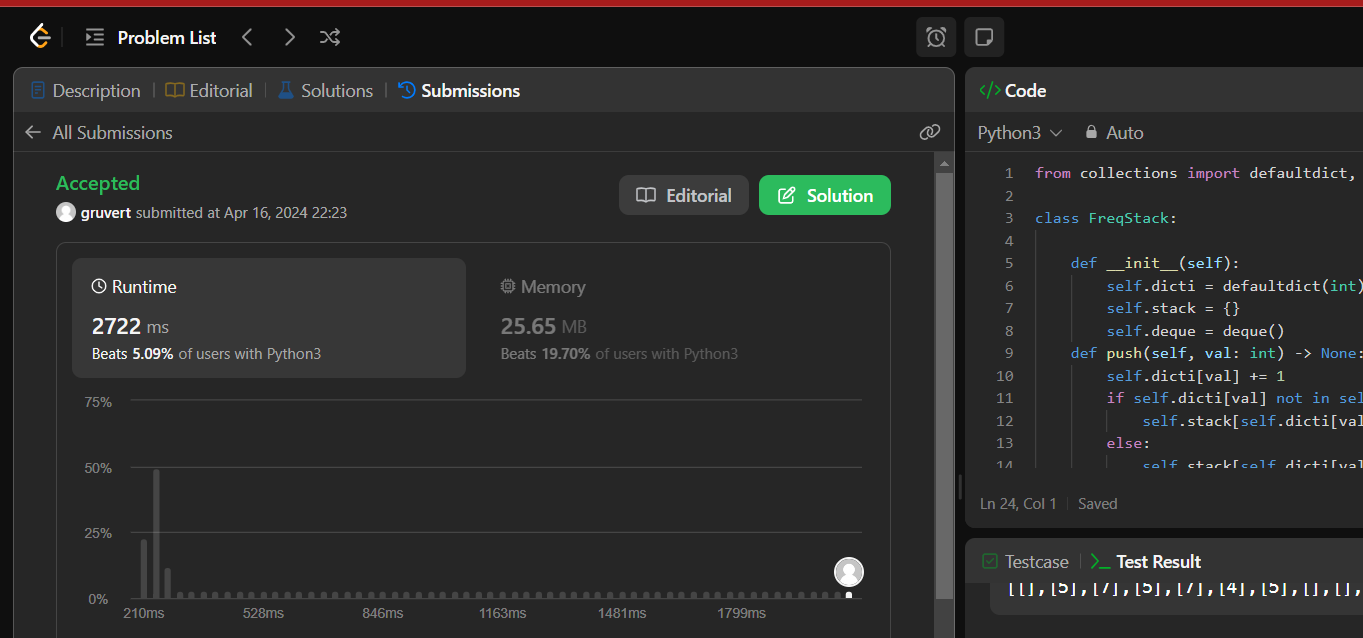 Problem List
Description | Editorial | Solutions | Submissions
All Submissions
Accepted
gruvert submitted at Apr 16, 2024 22:23
Editorial
Solution
Runtime
2722 ms
Beats 5.09% of users with Python3
Memory
25.65 MB
Beats 19.70% of users with Python3
75%
50%
25%
0%
210ms 528ms 846ms 1163ms 1481ms 1799ms
</> Code
Python3 Auto
1 from collections import defaultdict,
2
3 class FreqStack:
4
5 def __init__(self):
6 self.dicti = defaultdict(int)
7 self.stack = {}
8 self.deque = deque()
9 def push(self, val: int) -> None:
10 self.dicti[val] += 1
11 if self.dicti[val] not in sel
12 self.stack[self.dicti[val
13 else:
14 self.stack[self.dicti[val
Ln 24, Col 1 | Saved
Testcase | >_ Test Result
[[],[5],[7],[5],[7],[4],[5],[],[],